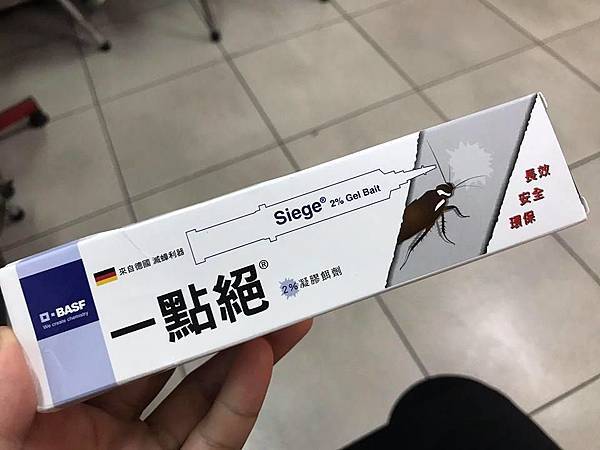 BASF
We create chemistry
來自德國 滅蟑利器
Siege® 2% Gel Bait
一點絕®
2% 凝膠餌劑
長效
安全
環保